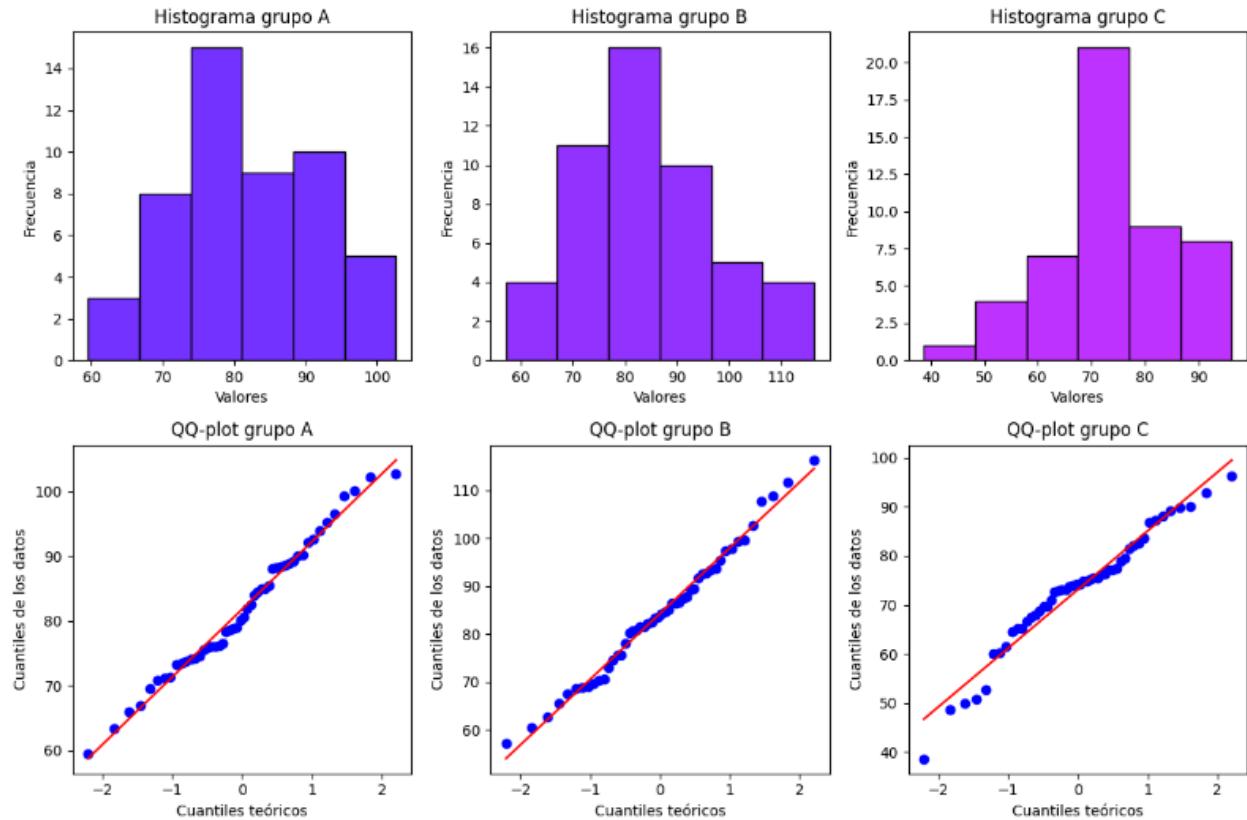 Histograma grupo A
Histograma grupo B
Histograma grupo C
Frecuencia
14
12
10
8
6
4
2
0
60 70 80 90 100
Valores
Frecuencia
16
14
12
10
8
6
4
2
0
60 70 80 90 100 110
Valores
Frecuencia
20.0
17.5
15.0
12.5
10.0
7.5
5.0
2.5
0.0
40 50 60 70 80 90
Valores
QQ-plot grupo A
QQ-plot grupo B
QQ-plot grupo C
Cuantiles de los datos
100
90
80
70
60
−2 −1 0 1 2
Cuantiles teóricos
Cuantiles de los datos
110
100
90
80
70
60
−2 −1 0 1 2
Cuantiles teóricos
Cuantiles de los datos
100
90
80
70
60
50
40
−2 −1 0 1 2
Cuantiles teóricos